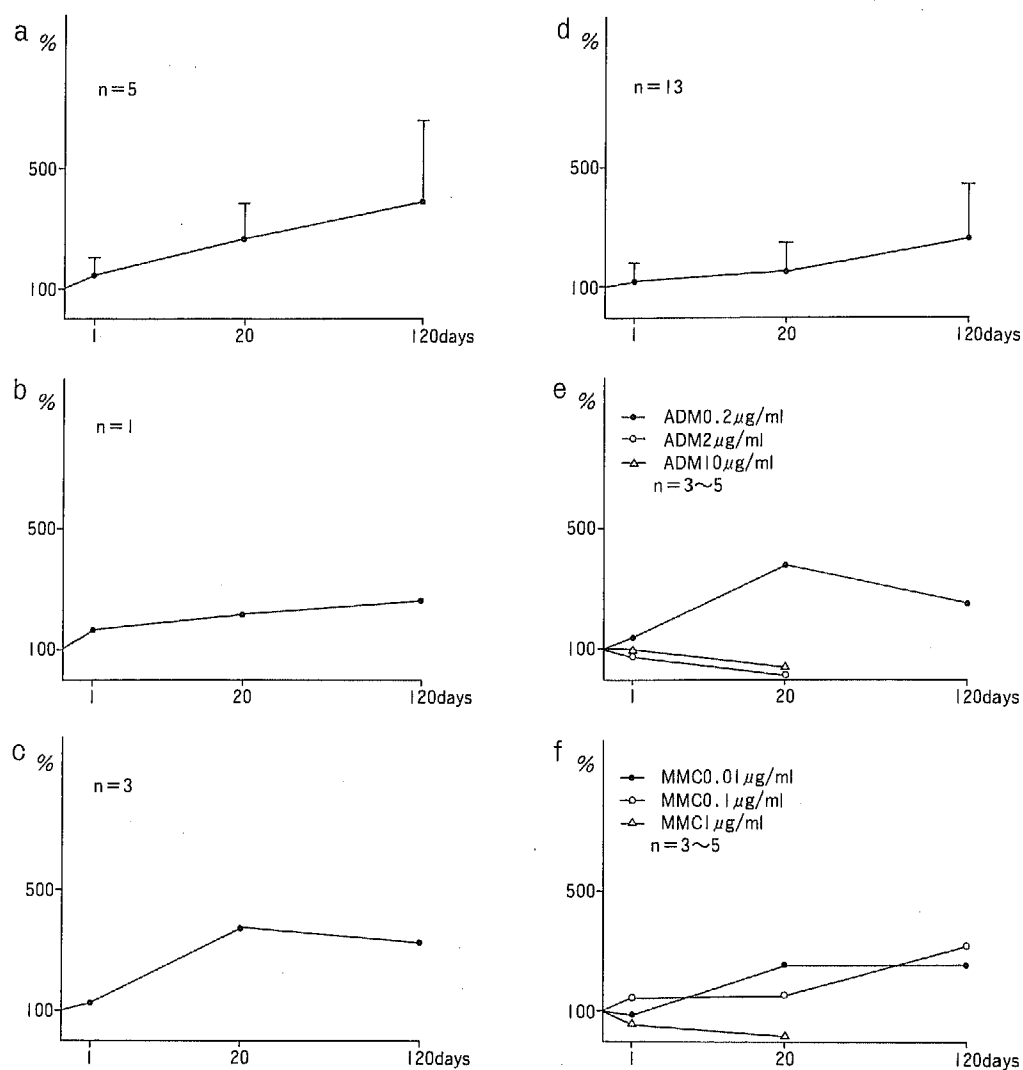 a
%
n=5
500
100
1
20
120days
b
%
n=1
500
100
1
20
120days
c
%
n=3
500
100
1
20
120days
d
%
n=13
500
100
1
20
120days
e
%
ADM0.2μg/ml
ADM2μg/ml
ADM10μg/ml
n=3~5
500
100
1
20
120days
f
%
MMC0.01μg/ml
MMC0.1μg/ml
MMC1μg/ml
n=3~5
500
100
1
20
120days